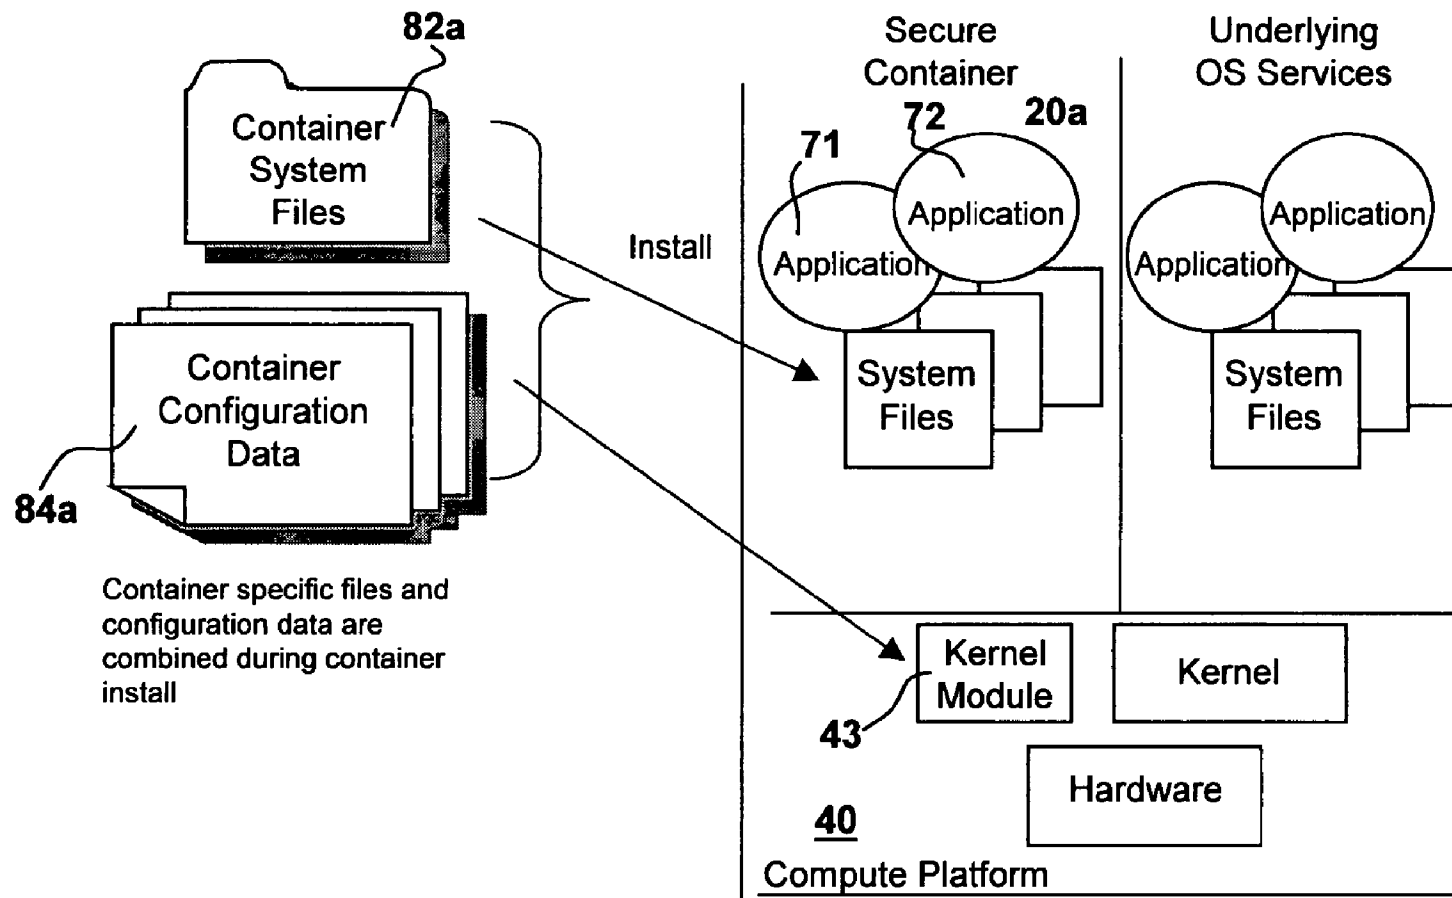 82a
Container
System
Files
Container
Configuration
Data
84a
Container specific files and
configuration data are
combined during container
install
Install
Secure
Container
20a
72
71
Application
Application
System
Files
Underlying
OS Services
Application
Application
System
Files
Kernel
Module
43
Kernel
Hardware
40
Compute Platform